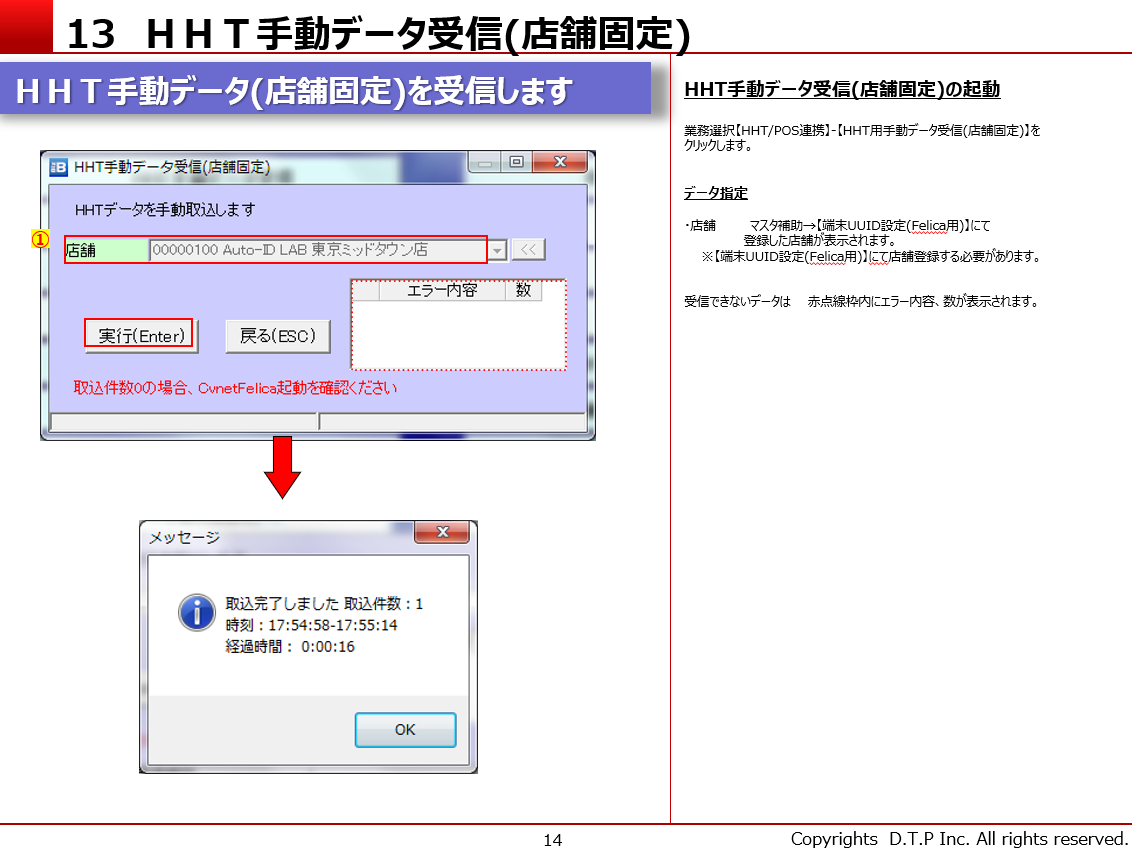 13 ＨＨＴ手動データ受信(店舗固定)
ＨＨＴ手動データ(店舗固定)を受信します
HHT手動データ受信(店舗固定)
HHTデータを手動取込します
①
店舗
00000100 Auto-ID LAB 東京ミッドタウン店
<<
エラー内容 数
実行(Enter)
戻る(ESC)
取込件数0の場合、CvnetFelica起動を確認ください
メッセージ
取込完了しました 取込件数：1
時刻：17:54:58-17:55:14
経過時間： 0:00:16
OK
HHT手動データ受信(店舗固定)の起動
業務選択【HHT/POS連携】-【HHT用手動データ受信(店舗固定)】を
クリックします。
データ指定
・店舗 マスタ補助→【端末UUID設定(Felica用)】にて
登録した店舗が表示されます。
※【端末UUID設定(Felica用)】にて店舗登録する必要があります。
受信できないデータは 赤点線枠内にエラー内容、数が表示されます。
14
Copyrights D.T.P Inc. All rights reserved.